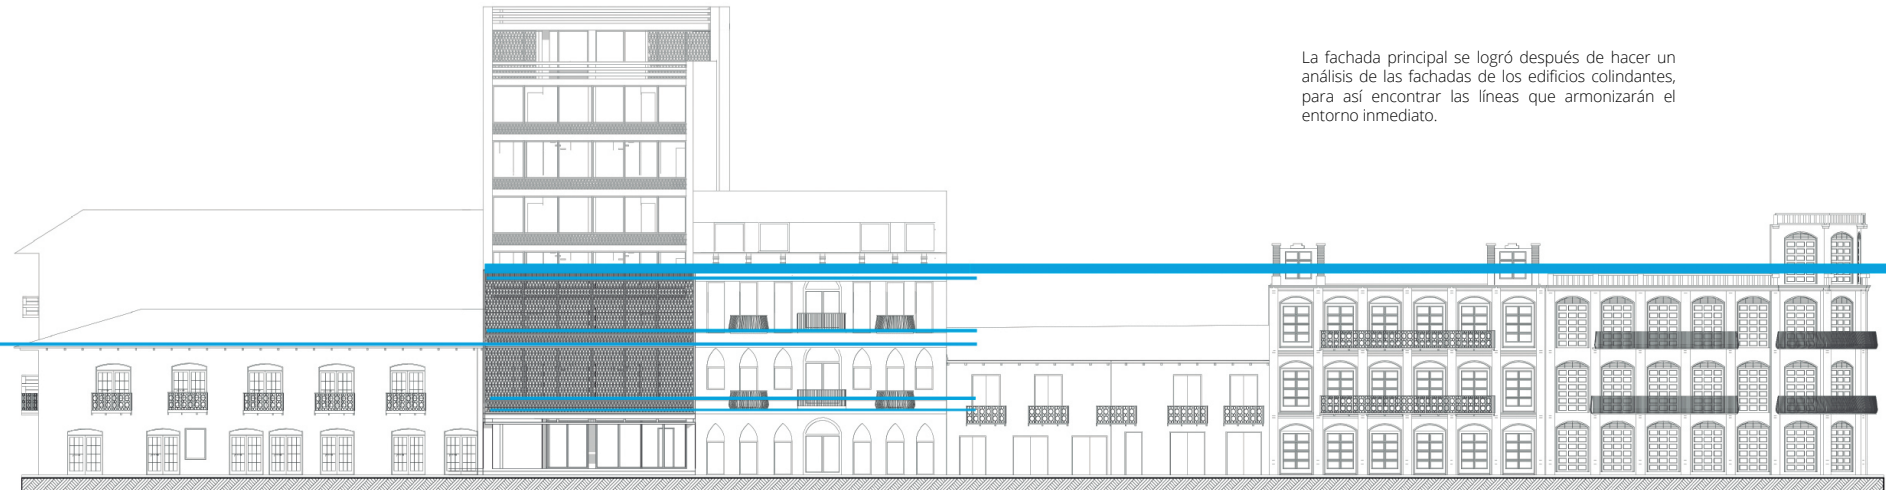 La fachada principal se logró después de hacer un
análisis de las fachadas de los edificios colindantes,
para así encontrar las líneas que armonizarán el
entorno inmediato.